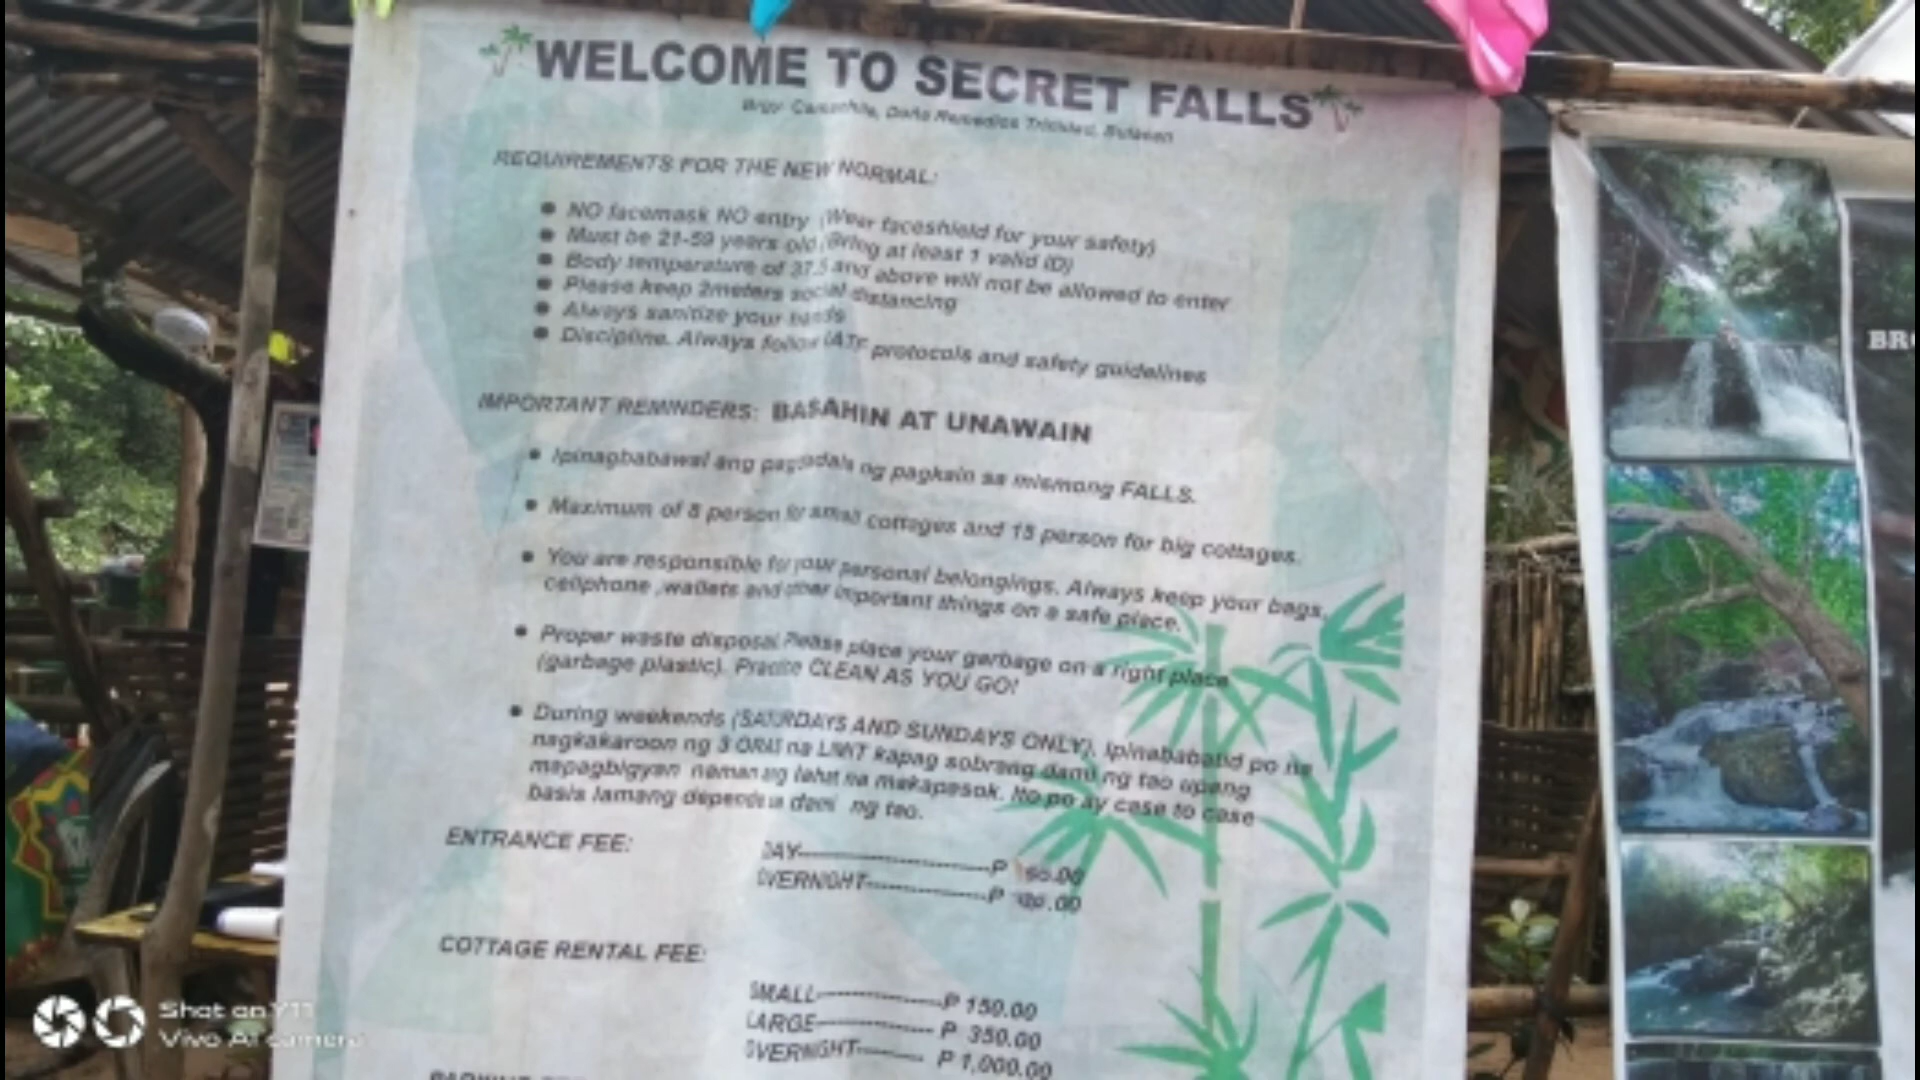 WELCOME TO SECRET FALLS
Brgy. Camachile, Doña Remedios Trinidad, Bulacan
REQUIREMENTS FOR THE NEW NORMAL:
● NO facemask NO entry (Wear faceshield for your safety)
● Must be 21-59 years old (Bring at least 1 valid ID)
● Body temperature of 37.5 and above will not be allowed to enter
● Please keep 2meters social distancing
● Always sanitize your hands
● Discipline. Always follow IATF protocols and safety guidelines
IMPORTANT REMINDERS: BASAHIN AT UNAWAIN
● Ipinagbabawal ang pagdadala ng pagkain sa mismong FALLS.
● Maximum of 8 person for small cottages and 15 person for big cottages.
● You are responsible for your personal belongings. Always keep your bags,
cellphone ,wallets and other important things on a safe place.
● Proper waste disposal. Please place your garbage on a right place
(garbage plastic). CLEAN AS YOU GO!
● During weekends (SATURDAYS AND SUNDAYS ONLY). Ipinababatid po na
nagkakaroon ng 3 ORAS na LIMIT kapag sobrang dami ng tao upang
mapagbigyan naman ang lahat na makapasok. Ito po ay case to case
basis lamang depende sa dami ng tao.
ENTRANCE FEE:
DAY----------P
OVERNIGHT----------P
COTTAGE RENTAL FEE:
SMALL----------P 150.00
LARGE----------P 350.00
OVERNIGHT----------P 1,000.00
Shot on Y11
Vivo AI camera